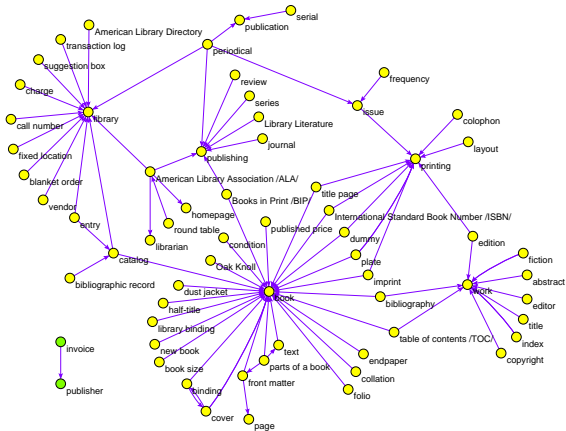 serial
publication
American Library Directory
transaction log
periodical
suggestion box
review
frequency
charge
series
issue
colophon
call number
library
Library Literature
fixed location
publishing
journal
printing
layout
blanket order
American Library Association /ALA/
vendor
Books in Print /BIP/
title page
homepage
entry
round table
published price
International Standard Book Number /ISBN/
librarian
condition
dummy
edition
catalog
Oak Knoll
plate
fiction
bibliographic record
imprint
abstract
dust jacket
book
work
half-title
bibliography
editor
library binding
title
table of contents /TOC/
index
invoice
new book
text
endpaper
copyright
book size
parts of a book
publisher
binding
front matter
collation
folio
cover
page